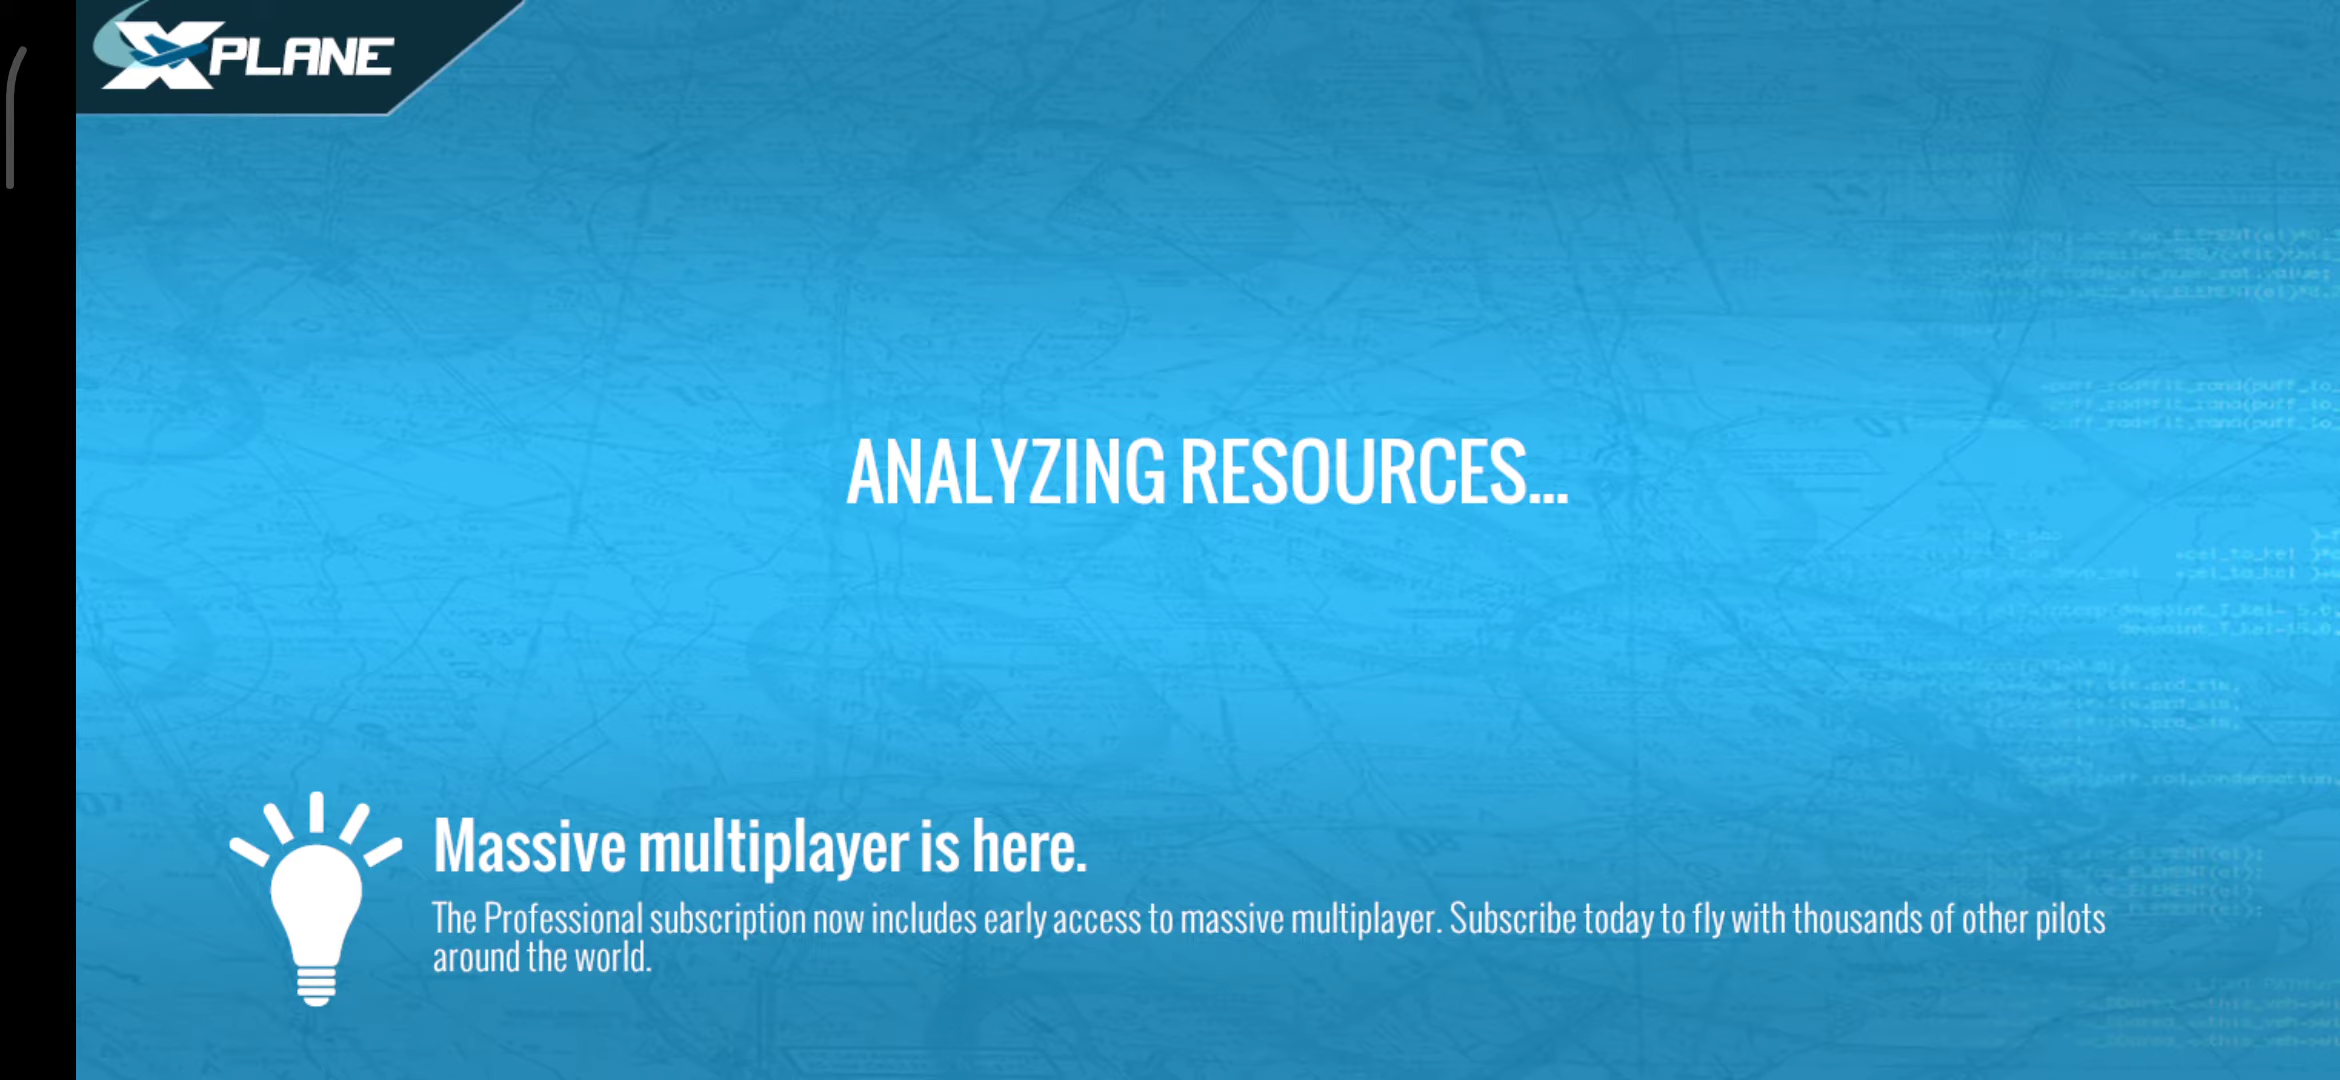 XPLANE
ANALYZING RESOURCES...
Massive multiplayer is here.
The Professional subscription now includes early access to massive multiplayer. Subscribe today to fly with thousands of other pilots
around the world.